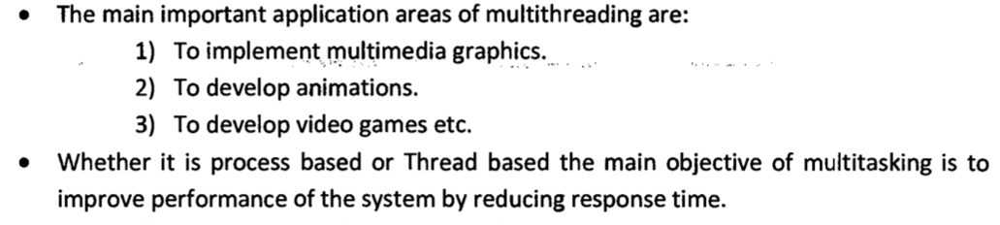 • The main important application areas of multithreading are:
1) To implement multimedia graphics.
2) To develop animations.
3) To develop video games etc.
• Whether it is process based or Thread based the main objective of multitasking is to
improve performance of the system by reducing response time.